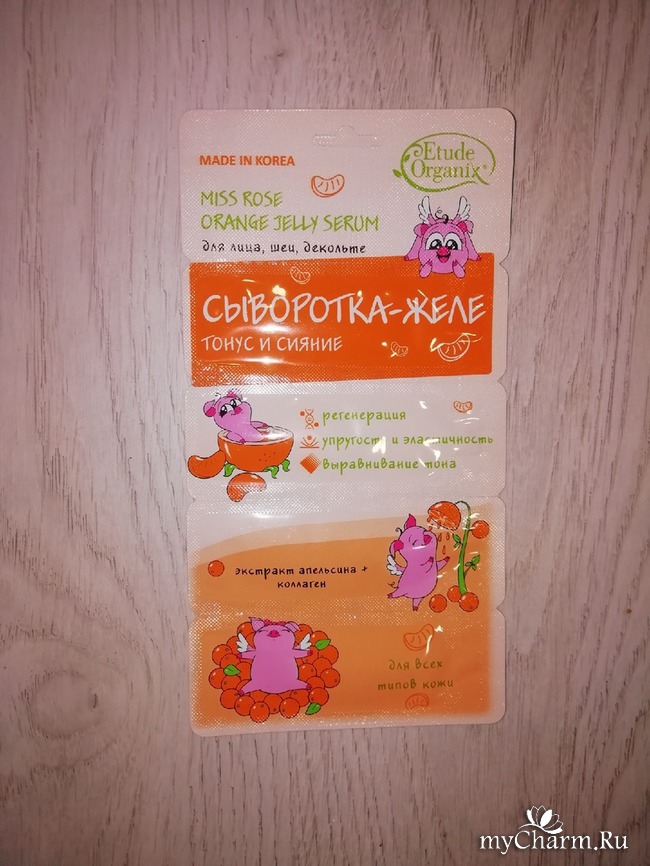 MADE IN KOREA
Etude
Organix®
MISS ROSE
ORANGE JELLY SERUM
для лица, шеи, декольте
СЫВОРОТКА-ЖЕЛЕ
ТОНУС И СИЯНИЕ
регенерация
упругость и эластичность
выравнивание тона
экстракт апельсина +
коллаген
для всех
типов кожи
myCharm.Ru